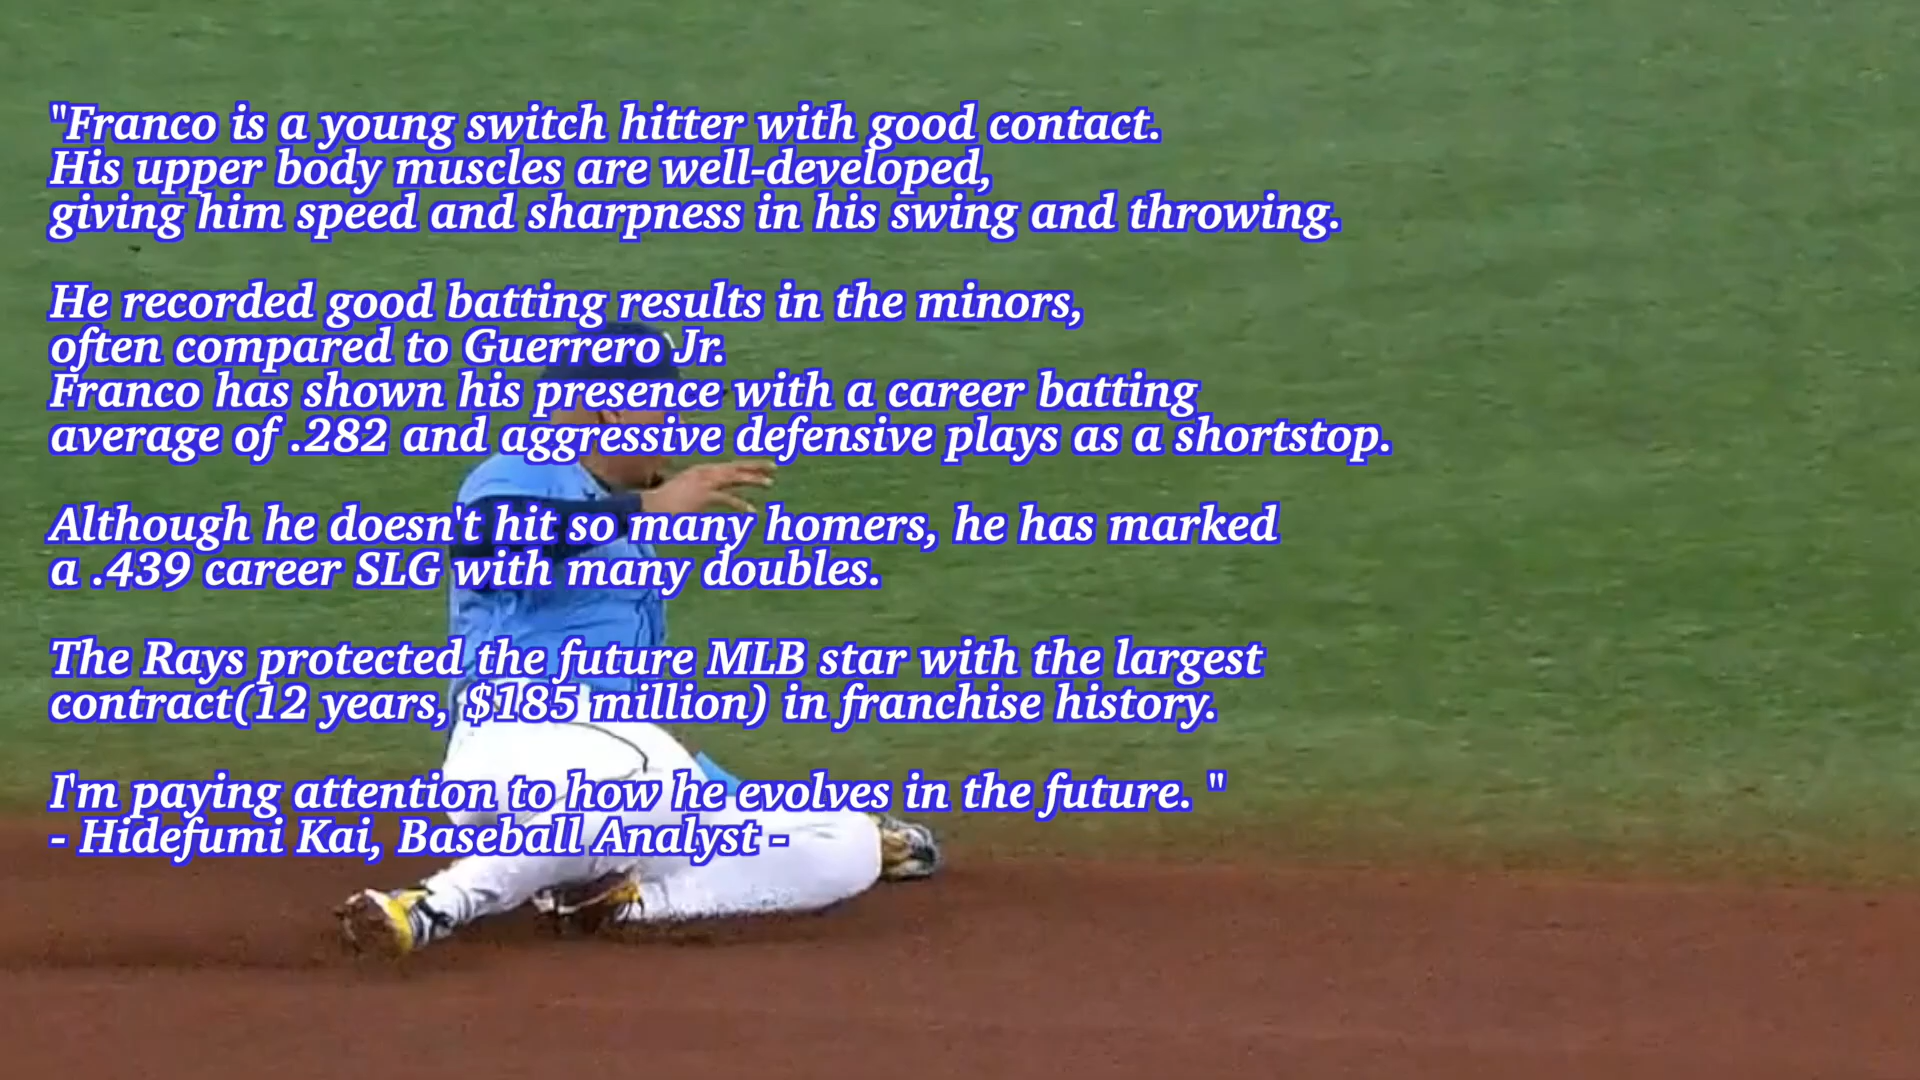 "Franco is a young switch hitter with good contact.
His upper body muscles are well-developed,
giving him speed and sharpness in his swing and throwing.
He recorded good batting results in the minors,
often compared to Guerrero Jr.
Franco has shown his presence with a career batting
average of .282 and aggressive defensive plays as a shortstop.
Although he doesn't hit so many homers, he has marked
a .439 career SLG with many doubles.
The Rays protected the future MLB star with the largest
contract(12 years, $185 million) in franchise history.
I'm paying attention to how he evolves in the future. "
- Hidefumi Kai, Baseball Analyst -